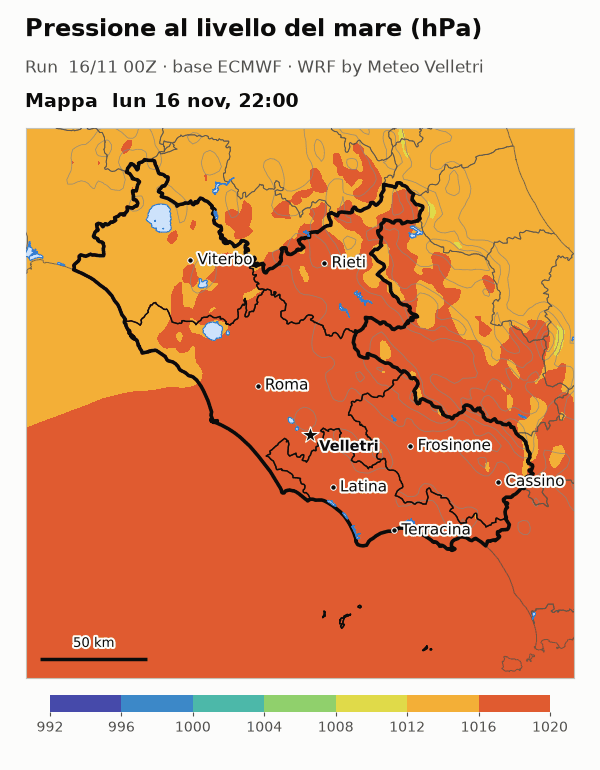 Pressione al livello del mare (hPa)
Run  16/11 00Z · base ECMWF · WRF by Meteo Velletri
Mappa  lun 16 nov, 22:00
Viterbo
Rieti
Roma
Velletri
Frosinone
Latina
Cassino
Terracina
50 km
992 996 1000 1004 1008 1012 1016 1020